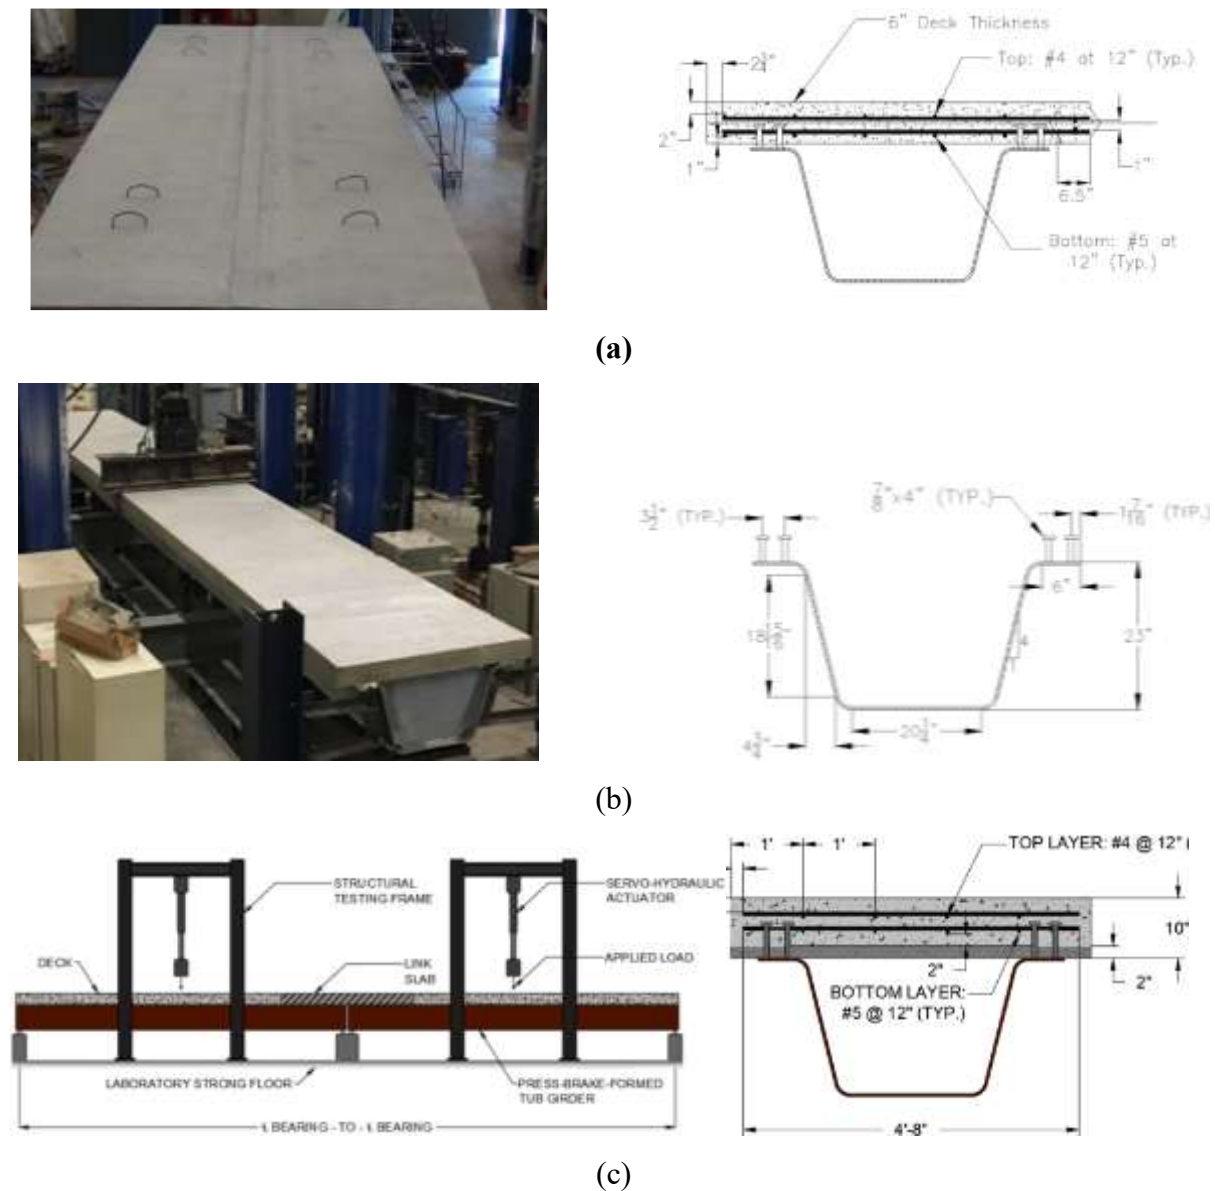 6" Deck Thickness
2¼"
Top: #4 at 12" (Typ.)
2"
1"
1"
6.5"
Bottom: #5 at
12" (Typ.)
(a)
3½" (TYP.)
⅞"x4" (TYP.)
1 7/16" (TYP.)
6"
4
1
23"
20¼"
4¾"
(b)
STRUCTURAL
TESTING FRAME
SERVO-HYDRAULIC
ACTUATOR
DECK
LINK
SLAB
APPLIED LOAD
LABORATORY STRONG FLOOR
PRESS-BRAKE-FORMED
TUB GIRDER
℄ BEARING - TO - ℄ BEARING
1'
1'
TOP LAYER: #4 @ 12"
10"
2"
2"
BOTTOM LAYER:
#5 @ 12" (TYP.)
4'-8"
(c)